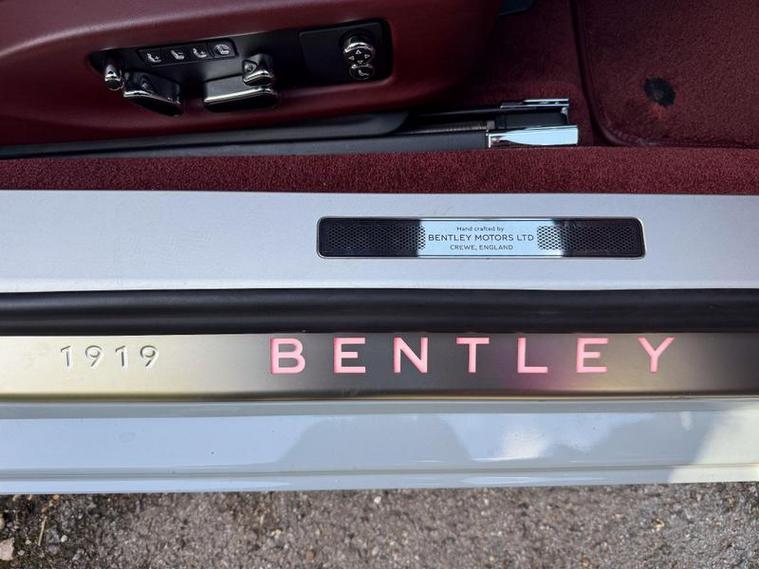 Hand crafted by
BENTLEY MOTORS LTD
CREWE, ENGLAND
1919 BENTLEY